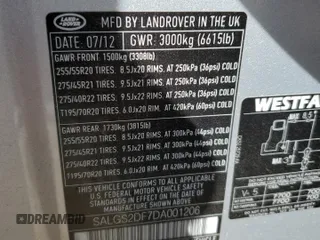 LAND ROVER
MFD BY LANDROVER IN THE UK
DATE 07/12 GWR: 3000kg (6615lb)
GAWR FRONT: 1500kg (3308lb)
255/55R20 TIRES - 8.5Jx20 RIMS. AT 250kPa (36psi) COLD
275/45R21 TIRES - 9.5Jx21 RIMS. AT 250kPa (36psi) COLD
275/40R22 TIRES - 9.5Jx22 RIMS. AT 250kPa (36psi) COLD
T195/70R20 TIRES - 6.0Jx20 RIMS. AT 420kPa (60psi) COLD
GAWR REAR: 1730kg (3815lb)
255/55R20 TIRES - 8.5Jx20 RIMS. AT 300kPa (44psi) COLD
275/45R21 TIRES - 9.5Jx21 RIMS. AT 300kPa (44psi) COLD
275/40R22 TIRES - 9.5Jx22 RIMS. AT 300kPa (44psi) COLD
T195/70R20 TIRES - 6.0Jx20 RIMS. AT 420kPa (60psi) COLD
THIS VEHICLE CONFORMS TO ALL APPLICABLE
U.S. FEDERAL MOTOR VEHICLE SAFETY
STANDARDS IN EFFECT ON THE DATE OF
MANUFACTURE SHOWN ABOVE
SALGS2DF7DA001206
WESTFA
AUTOAUCTION.HISTORY